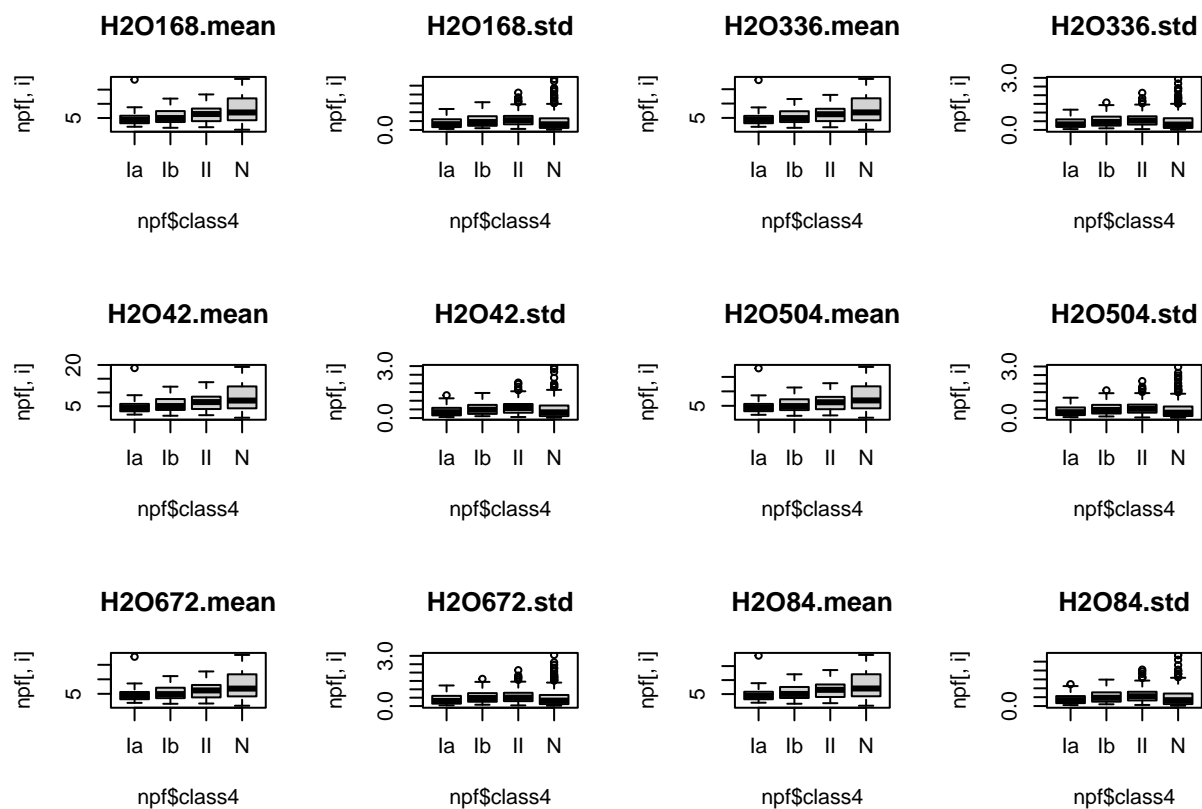 H2O168.mean H2O168.std H2O336.mean H2O336.std
npf[, i] 5 npf[, i] 0.0 npf[, i] 5 npf[, i] 0.0 3.0
Ia Ib II N Ia Ib II N Ia Ib II N Ia Ib II N
npf$class4 npf$class4 npf$class4 npf$class4
H2O42.mean H2O42.std H2O504.mean H2O504.std
npf[, i] 5 20 npf[, i] 0.0 3.0 npf[, i] 5 npf[, i] 0.0 3.0
Ia Ib II N Ia Ib II N Ia Ib II N Ia Ib II N
npf$class4 npf$class4 npf$class4 npf$class4
H2O672.mean H2O672.std H2O84.mean H2O84.std
npf[, i] 5 npf[, i] 0.0 3.0 npf[, i] 5 npf[, i] 0.0
Ia Ib II N Ia Ib II N Ia Ib II N Ia Ib II N
npf$class4 npf$class4 npf$class4 npf$class4